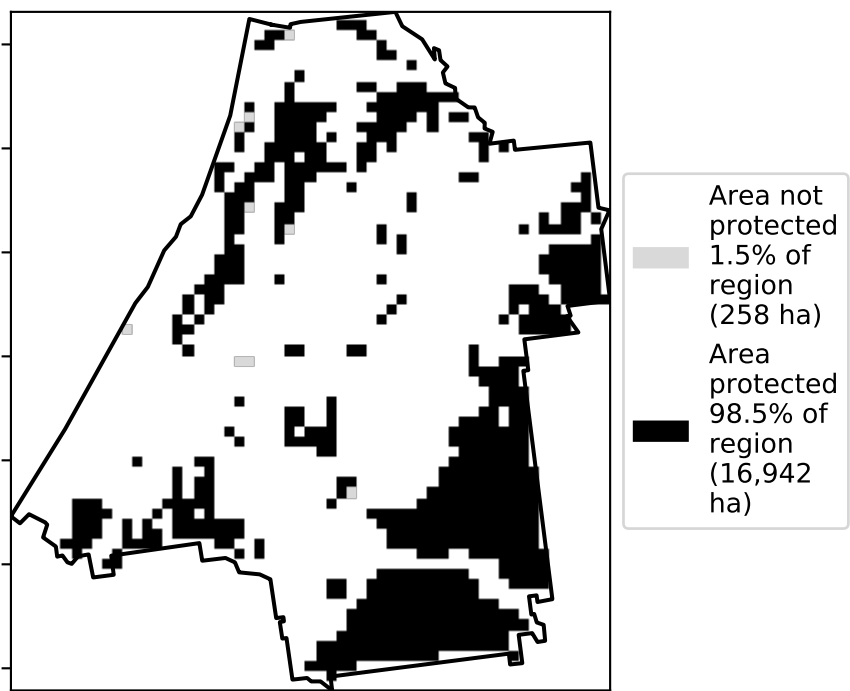 Area not
protected
1.5% of
region
(258 ha)
Area
protected
98.5% of
region
(16,942
ha)